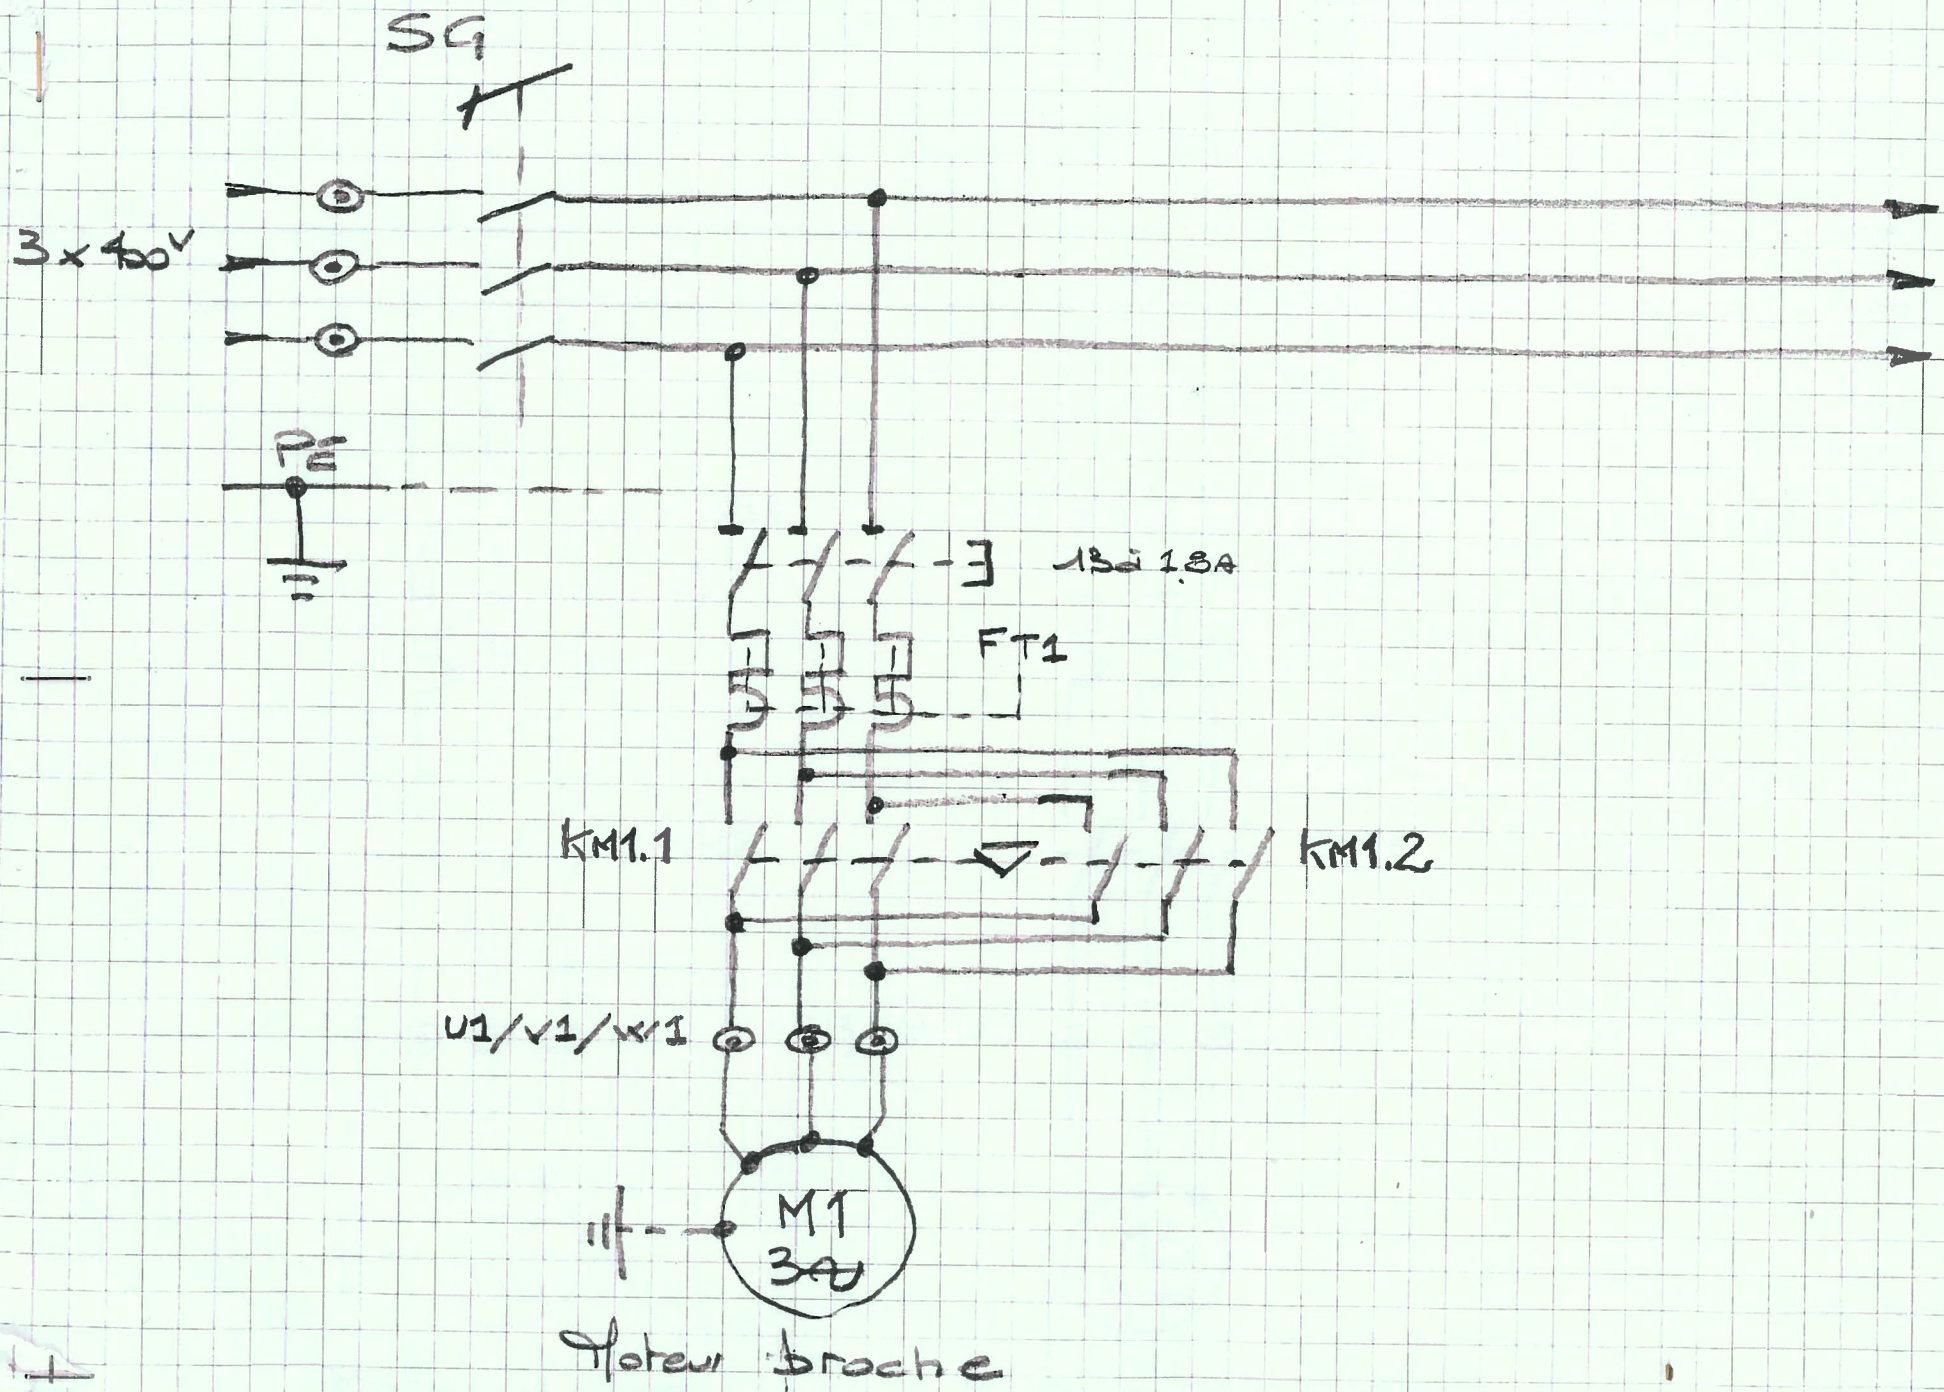 SG
3 x 400V
PE
13 à 18A
FT1
KM1.1
KM1.2
U1/V1/W1
M1
3~
Moteur broche